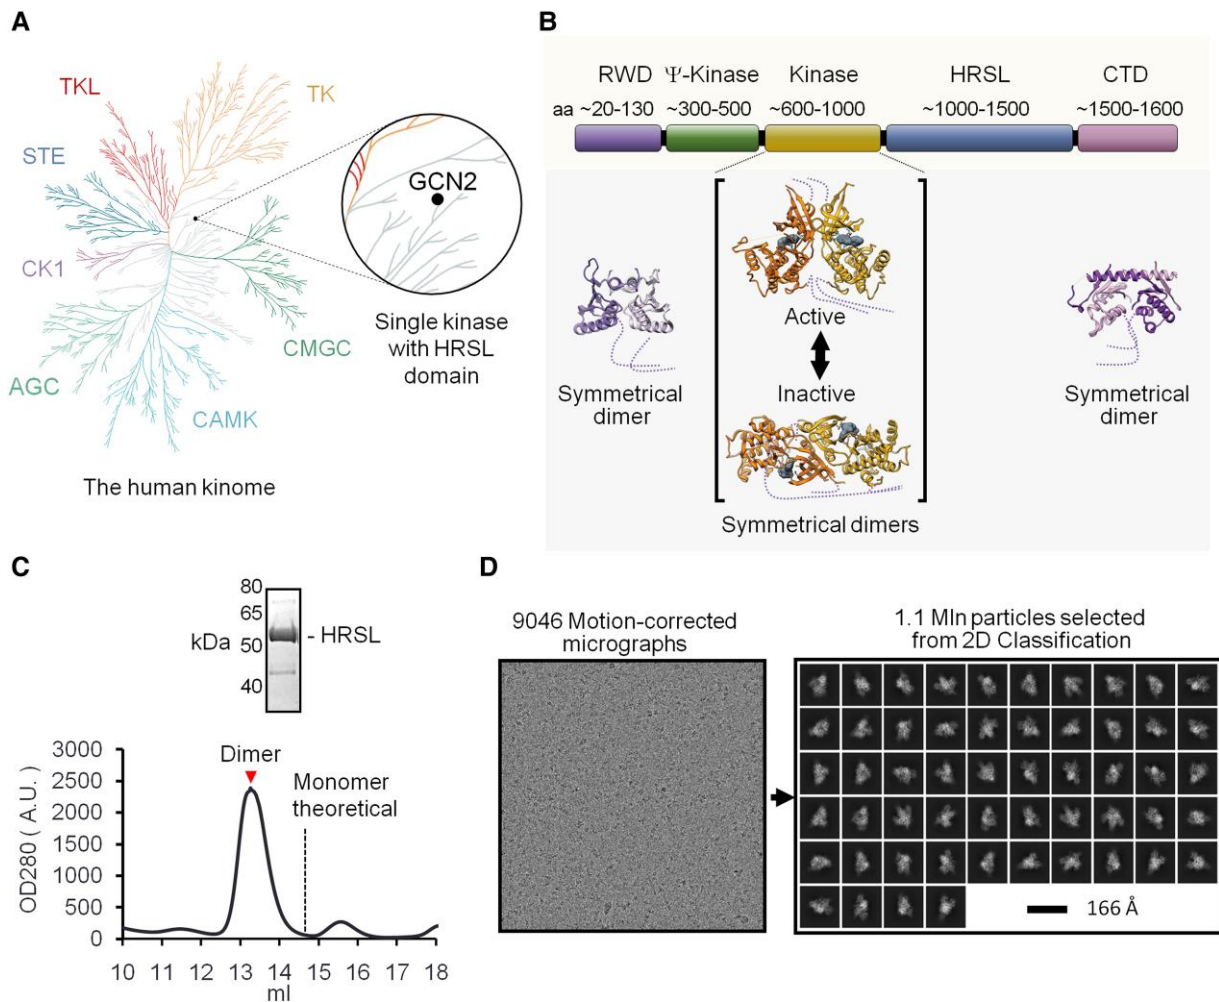 A
TKL
TK
STE
GCN2
CK1
Single kinase
with HRSL
domain
CMGC
AGC
CAMK
The human kinome
B
RWD Ψ-Kinase Kinase HRSL CTD
aa ~20-130 ~300-500 ~600-1000 ~1000-1500 ~1500-1600
Active
Symmetrical
dimer
Inactive
Symmetrical
dimer
Symmetrical dimers
C
80
65
kDa
50
40
- HRSL
3000
2500
2000
1500
1000
500
0
OD280 ( A.U.)
Dimer
Monomer
theoretical
10 11 12 13 14 15 16 17 18
ml
D
9046 Motion-corrected
micrographs
1.1 Mln particles selected
from 2D Classification
166 Å